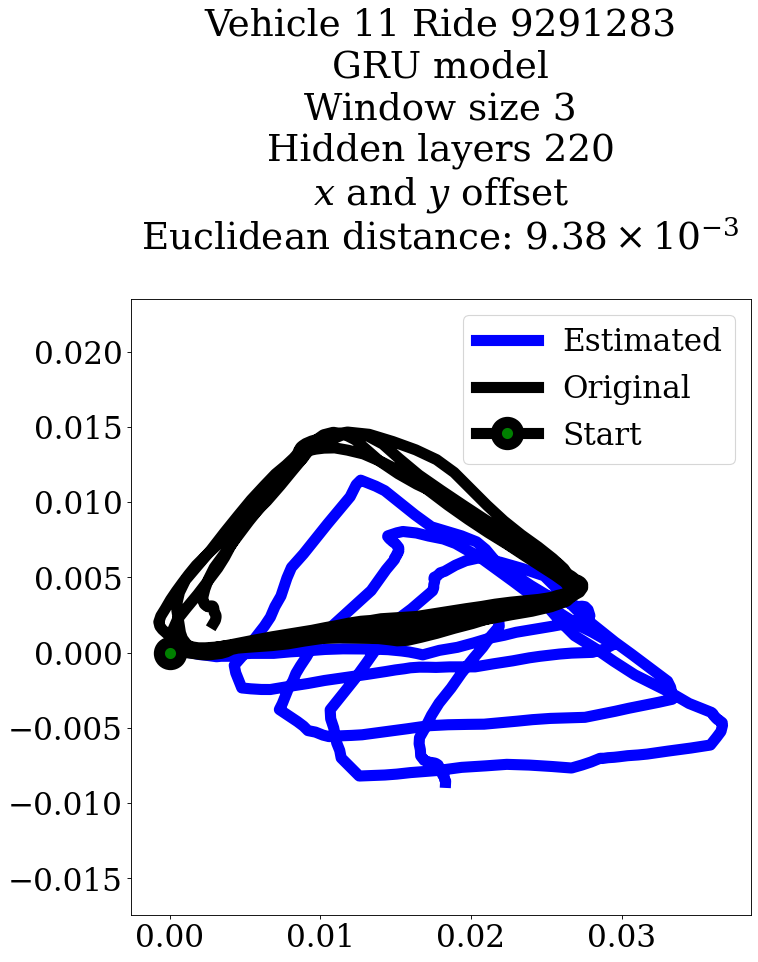 Vehicle 11 Ride 9291283
GRU model
Window size 3
Hidden layers 220
x and y offset
Euclidean distance: 9.38 × 10⁻³
Estimated
Original
Start
0.020
0.015
0.010
0.005
0.000
−0.005
−0.010
−0.015
0.00 0.01 0.02 0.03